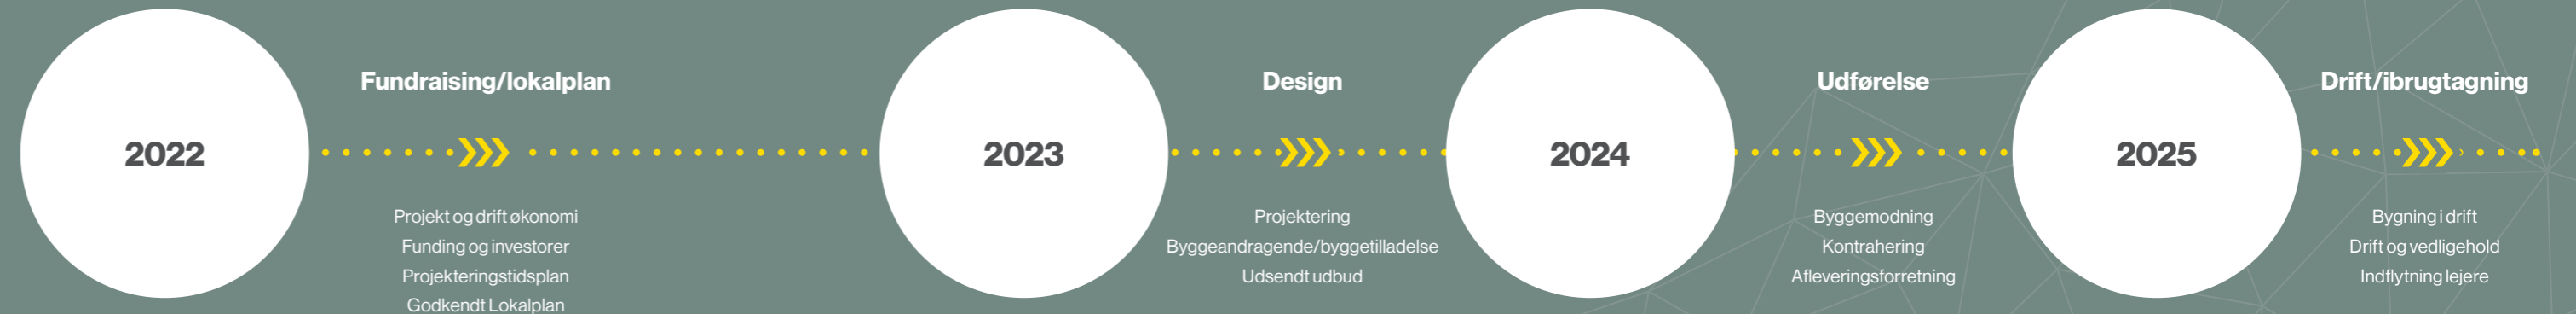 2022
Fundraising/lokalplan
Projekt og drift økonomi
Funding og investorer
Projekteringstidsplan
Godkendt Lokalplan
2023
Design
Projektering
Byggeandragende/byggetilladelse
Udsendt udbud
2024
Udførelse
Byggemodning
Kontrahering
Afleveringsforretning
2025
Drift/ibrugtagning
Bygning i drift
Drift og vedligehold
Indflytning lejere